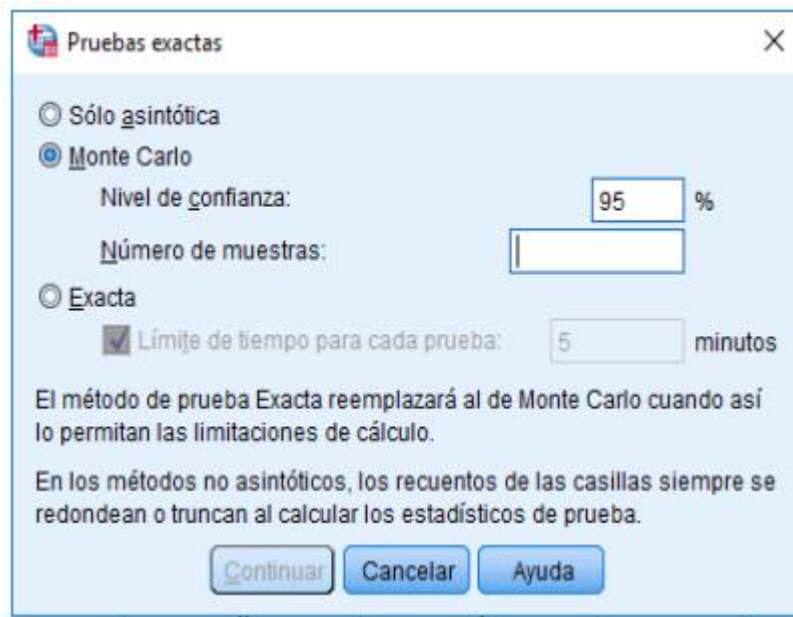 Pruebas exactas
Sólo asintótica
Monte Carlo
Nivel de confianza: 95 %
Número de muestras:
Exacta
Límite de tiempo para cada prueba: 5 minutos
El método de prueba Exacta reemplazará al de Monte Carlo cuando así
lo permitan las limitaciones de cálculo.
En los métodos no asintóticos, los recuentos de las casillas siempre se
redondean o truncan al calcular los estadísticos de prueba.
Continuar Cancelar Ayuda